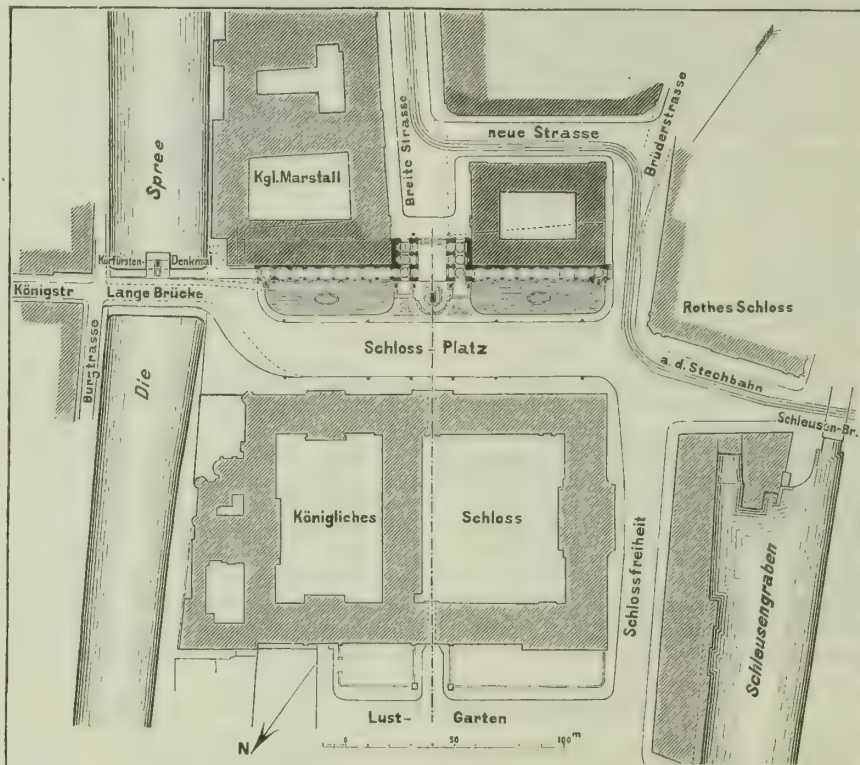 Spree
Breite Strasse
neue Strasse
Brüderstrasse
Kgl. Marstall
Kurfürsten-
Denkmal
Königstr
Lange Brücke
Rothes Schloss
Burgstrasse
Die
Schloss - Platz
a. d. Stechbahn
Schleusen-Br.
Königliches
Schloss
Schlossfreiheit
Schleusengraben
Lust-
Garten
N
0
50
100m